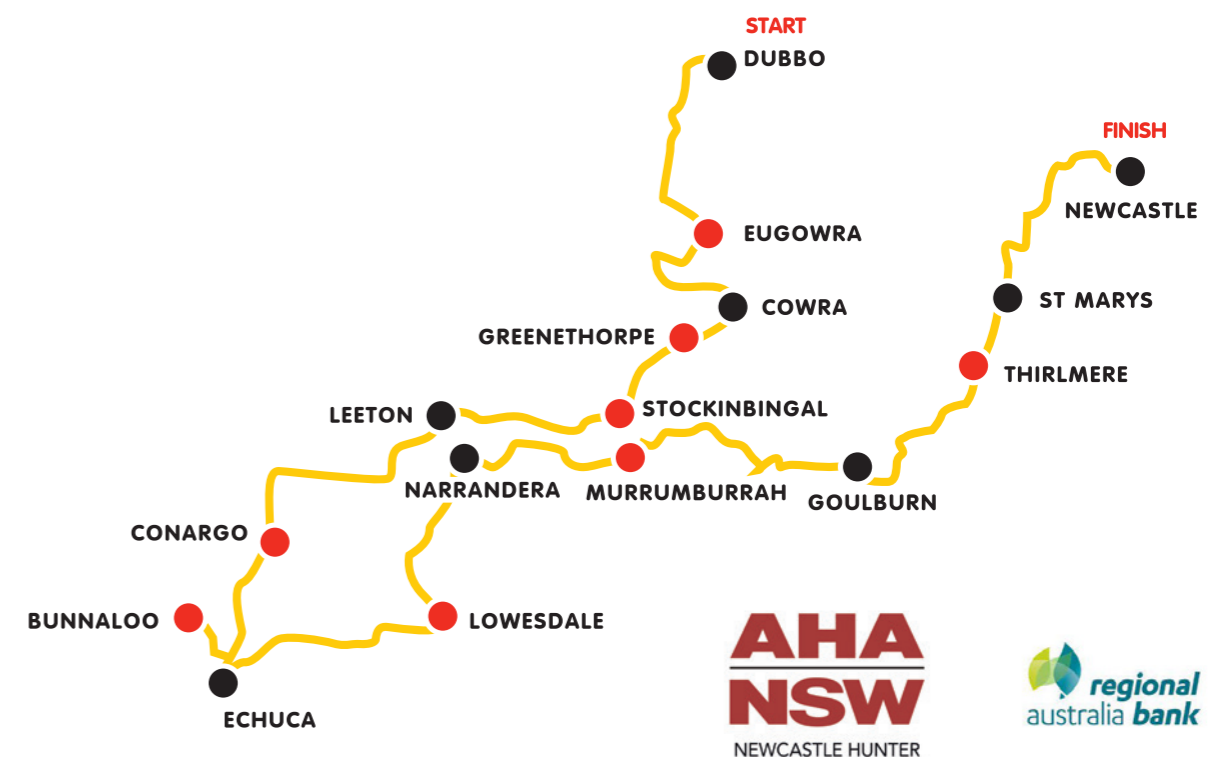 START
DUBBO
FINISH
NEWCASTLE
EUGOWRA
ST MARYS
COWRA
GREENETHORPE
THIRLMERE
STOCKINBINGAL
LEETON
NARRANDERA
MURRUMBURRAH
GOULBURN
CONARGO
BUNNALOO
LOWESDALE
ECHUCA
AHA
NSW
NEWCASTLE HUNTER
regional
australia bank